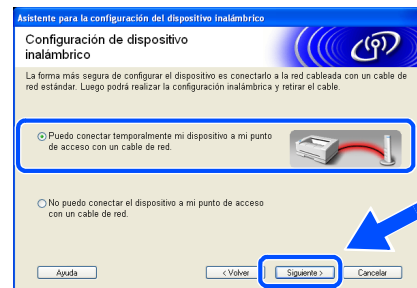 Asistente para la configuración del dispositivo inalámbrico
Configuración de dispositivo
inalámbrico
La forma más segura de configurar el dispositivo es conectarlo a la red cableada con un cable de
red estándar. Luego podrá realizar la configuración inalámbrica y retirar el cable.
Puedo conectar temporalmente mi dispositivo a mi punto
de acceso con un cable de red.
No puedo conectar el dispositivo a mi punto de acceso
con un cable de red.
Ayuda
< Volver
Siguiente >
Cancelar